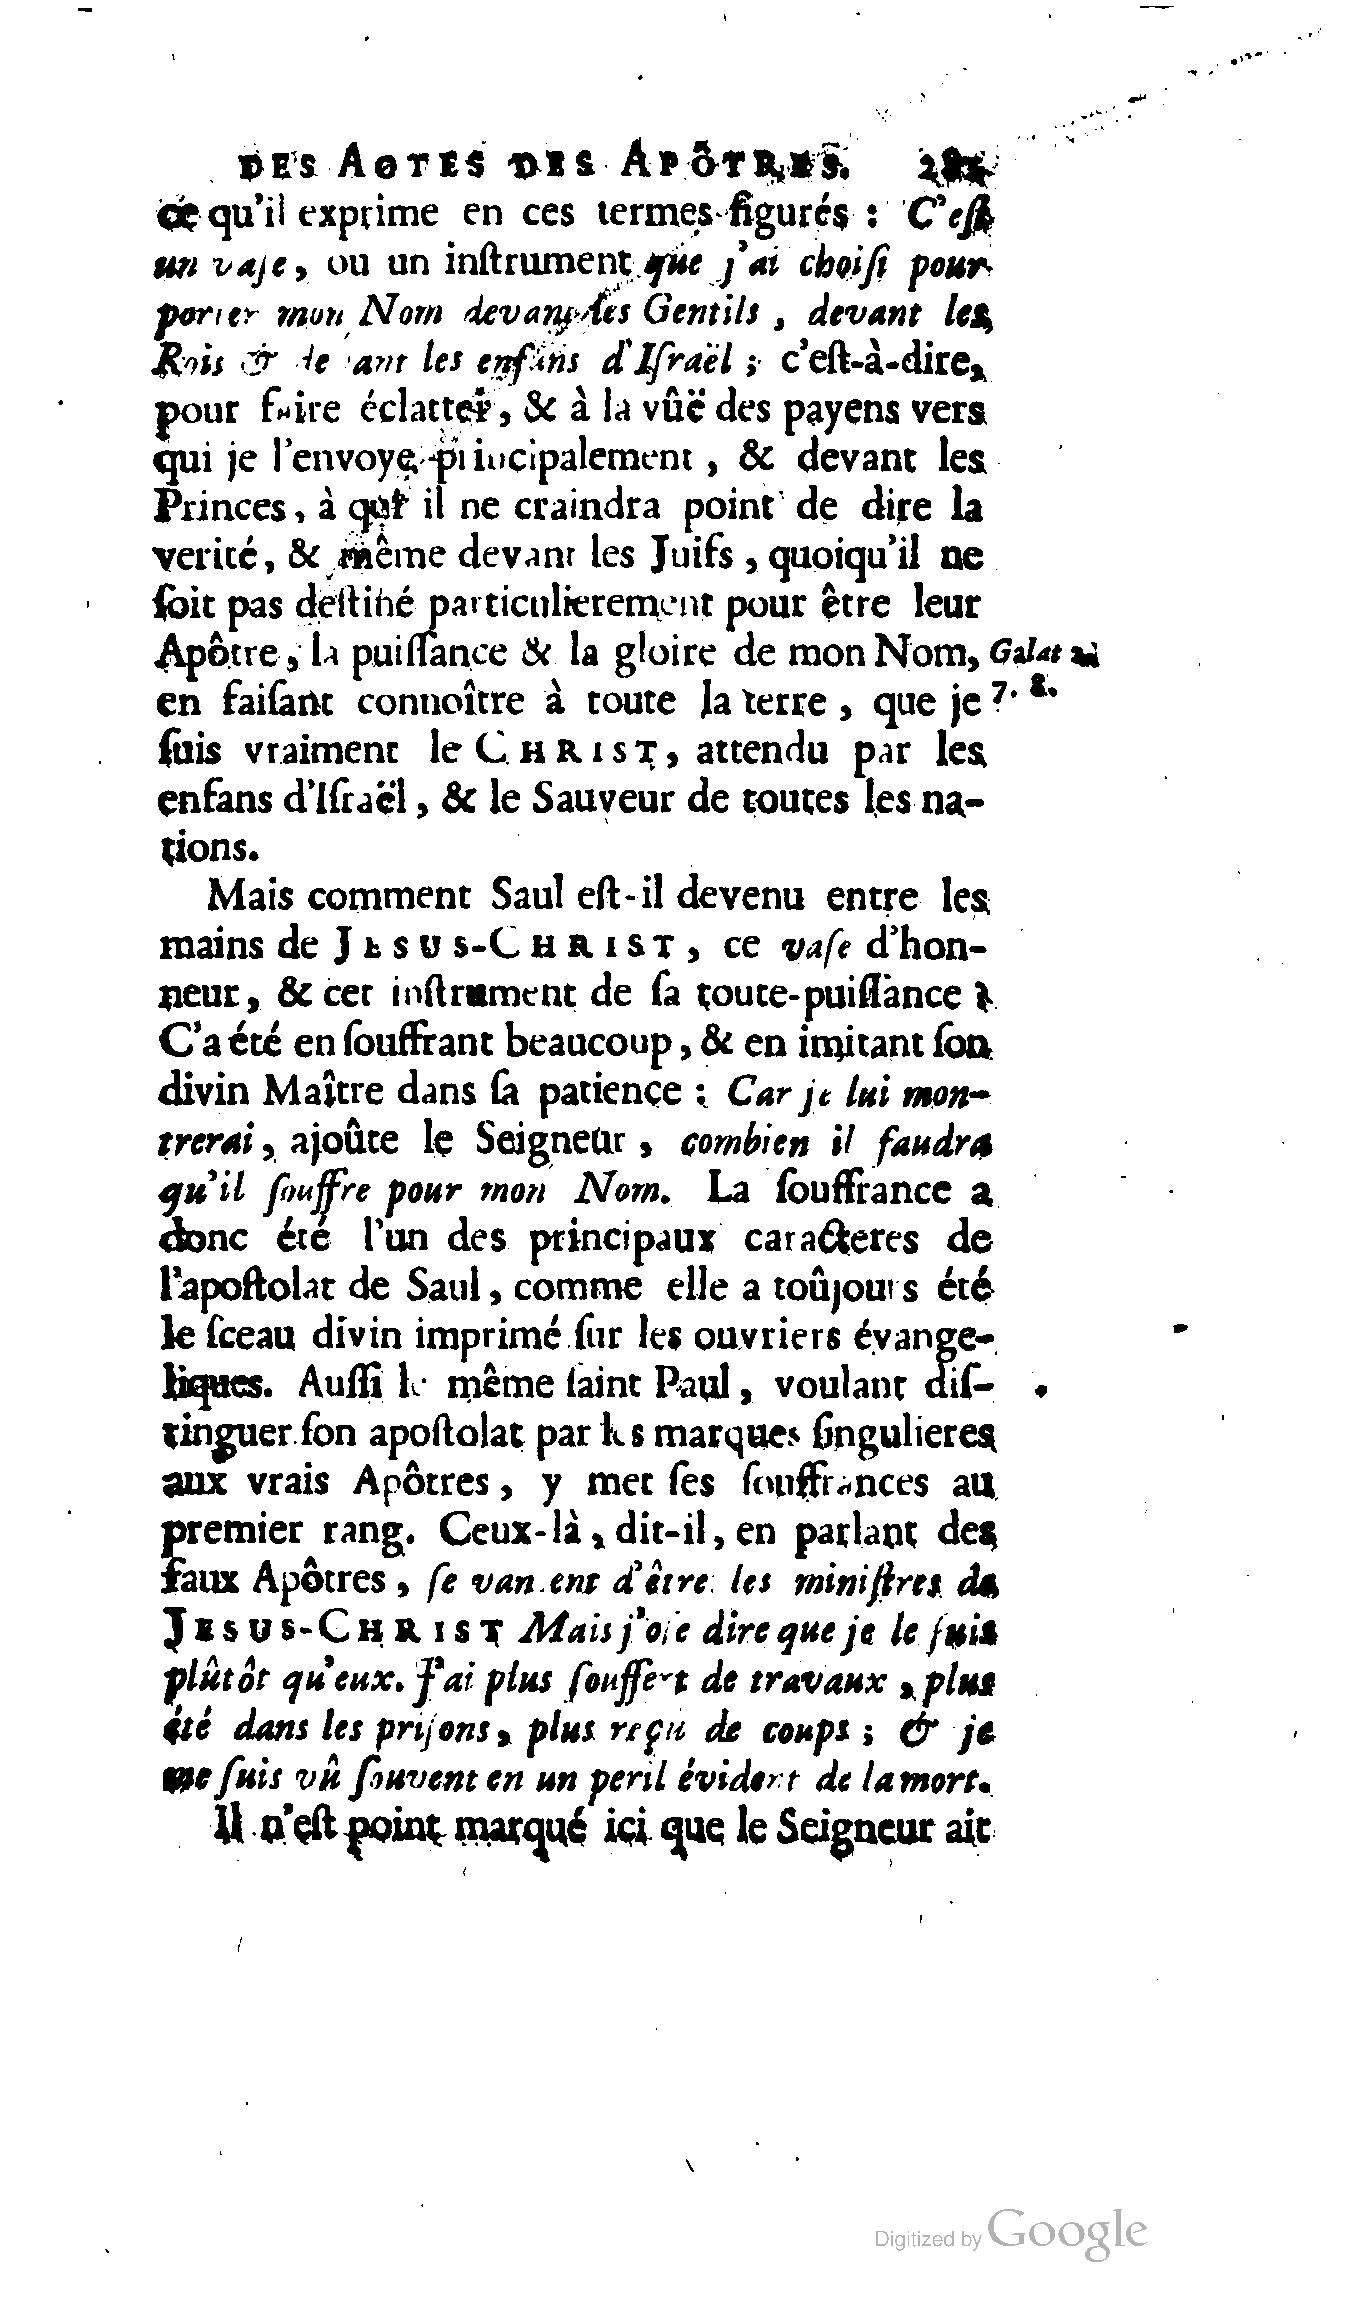 DES ACTES DES APÔTRES.
ce qu'il exprime en ces termes figurés : C'eſt
un vaſe, ou un inſtrument que j'ai choiſi pour
porter mon Nom devant les Gentils, devant les
Rois & devant les enfans d'Iſraël ; c'eſt-à-dire,
pour faire éclatter, & à la vûë des payens vers
qui je l'envoye principalement, & devant les
Princes, à qui il ne craindra point de dire la
verité, & même devant les Juifs, quoiqu'il ne
ſoit pas deſtiné particulierement pour être leur
Apôtre, la puiſſance & la gloire de mon Nom, Galat
en faiſant connoître à toute la terre, que je 7. 8.
ſuis vraiment le CHRIST, attendu par les
enfans d'Iſraël, & le Sauveur de toutes les na-
tions.
Mais comment Saul eſt-il devenu entre les
mains de JESUS-CHRIST, ce vaſe d'hon-
neur, & cet inſtrument de ſa toute-puiſſance ?
C'a été en ſouffrant beaucoup, & en imitant ſon
divin Maître dans ſa patience : Car je lui mon-
trerai, ajoûte le Seigneur, combien il faudra
qu'il ſouffre pour mon Nom. La ſouffrance a
donc été l'un des principaux caracteres de
l'apoſtolat de Saul, comme elle a toûjours été
le ſceau divin imprimé ſur les ouvriers évange-
liques. Auſſi le même ſaint Paul, voulant diſ-
tinguer ſon apoſtolat par les marques ſingulieres
aux vrais Apôtres, y met ſes ſouffrances au
premier rang. Ceux-là, dit-il, en parlant des
faux Apôtres, ſe vantent d'être les miniſtres de
JESUS-CHRIST Mais j'oſe dire que je le ſuis
plûtôt qu'eux. J'ai plus ſouffert de travaux, plus
été dans les priſons, plus reçu de coups ; & je
me ſuis vû ſouvent en un peril évident de la mort.
Il n'eſt point marqué ici que le Seigneur ait
Digitized by Google